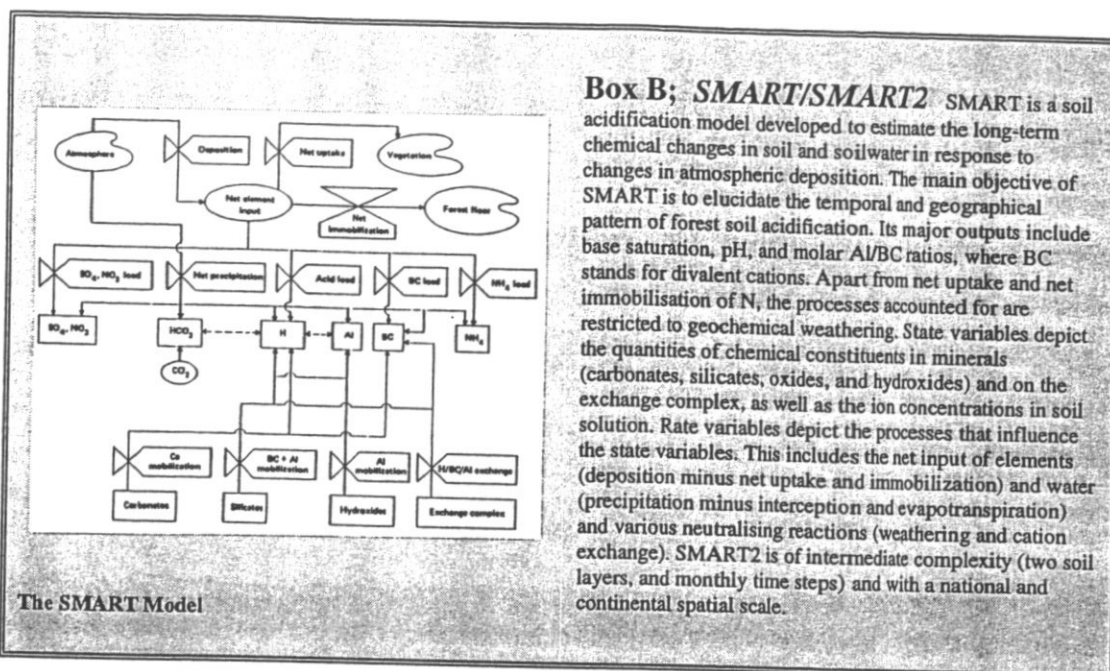 Atmosphere
Deposition
Net uptake
Vegetation
Net element
input
Net
immobilization
Forest floor
SO4, NO3 load
Net precipitation
Acid load
BC load
NH4 load
SO4, NO3
HCO3
H
Al
BC
NH4
CO2
Ca
mobilization
BC + Al
mobilization
Al
mobilization
H/BC/Al exchange
Carbonates
Silicates
Hydroxides
Exchange complex
The SMART Model
Box B; SMART/SMART2 SMART is a soil
acidification model developed to estimate the long-term
chemical changes in soil and soilwater in response to
changes in atmospheric deposition. The main objective of
SMART is to elucidate the temporal and geographical
pattern of forest soil acidification. Its major outputs include
base saturation, pH, and molar Al/BC ratios, where BC
stands for divalent cations. Apart from net uptake and net
immobilisation of N, the processes accounted for are
restricted to geochemical weathering. State variables depict
the quantities of chemical constituents in minerals
(carbonates, silicates, oxides, and hydroxides) and on the
exchange complex, as well as the ion concentrations in soil
solution. Rate variables depict the processes that influence
the state variables. This includes the net input of elements
(deposition minus net uptake and immobilization) and water
(precipitation minus interception and evapotranspiration)
and various neutralising reactions (weathering and cation
exchange). SMART2 is of intermediate complexity (two soil
layers, and monthly time steps) and with a national and
continental spatial scale.